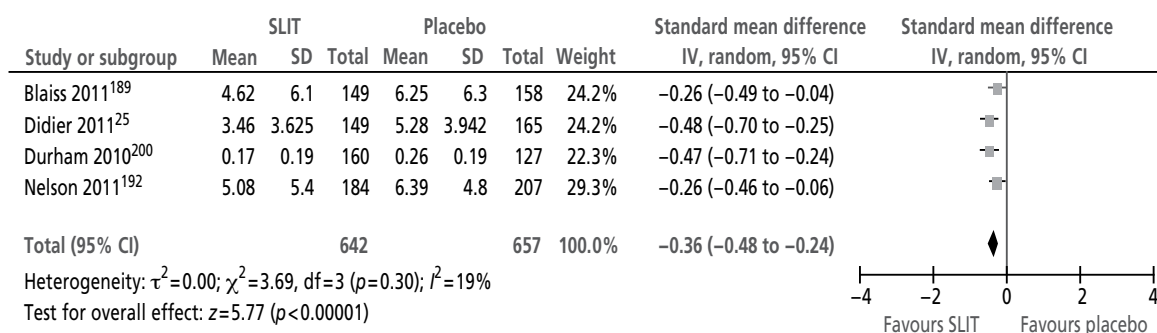 SLIT Placebo Standard mean difference Standard mean difference
Study or subgroup Mean SD Total Mean SD Total Weight IV, random, 95% CI IV, random, 95% CI
Blaiss 2011¹⁸⁹ 4.62 6.1 149 6.25 6.3 158 24.2% −0.26 (−0.49 to −0.04)
Didier 2011²⁵ 3.46 3.625 149 5.28 3.942 165 24.2% −0.48 (−0.70 to −0.25)
Durham 2010²⁰⁰ 0.17 0.19 160 0.26 0.19 127 22.3% −0.47 (−0.71 to −0.24)
Nelson 2011¹⁹² 5.08 5.4 184 6.39 4.8 207 29.3% −0.26 (−0.46 to −0.06)
Total (95% CI) 642 657 100.0% −0.36 (−0.48 to −0.24)
Heterogeneity: τ²=0.00; χ²=3.69, df=3 (p=0.30); I²=19%
Test for overall effect: z=5.77 (p<0.00001)
−4 −2 0 2 4
Favours SLIT Favours placebo